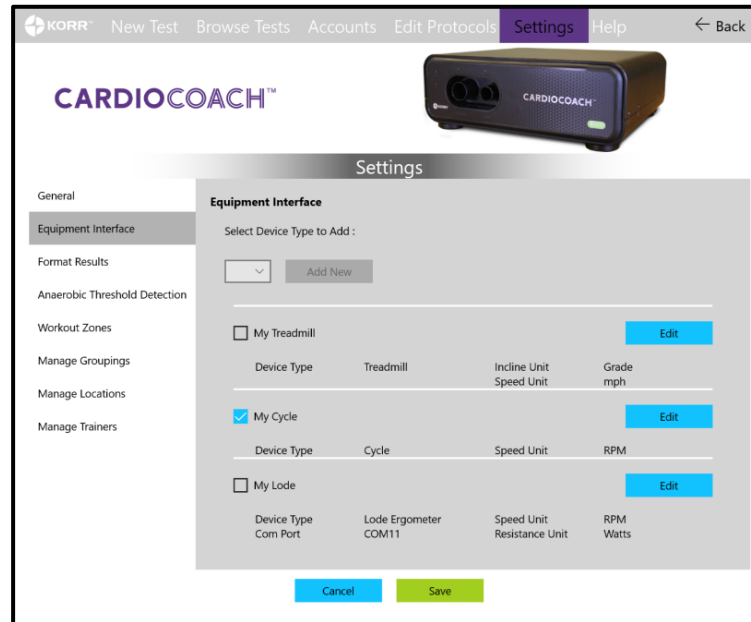 KORR™ New Test Browse Tests Accounts Edit Protocols Settings Help ← Back
CARDIOCOACH™
CARDIOCOACH™
Settings
General
Equipment Interface
Format Results
Anaerobic Threshold Detection
Workout Zones
Manage Groupings
Manage Locations
Manage Trainers
Equipment Interface
Select Device Type to Add :
Add New
My Treadmill Edit
Device Type Treadmill Incline Unit Grade
Speed Unit mph
My Cycle Edit
Device Type Cycle Speed Unit RPM
My Lode Edit
Device Type Lode Ergometer Speed Unit RPM
Com Port COM11 Resistance Unit Watts
Cancel Save